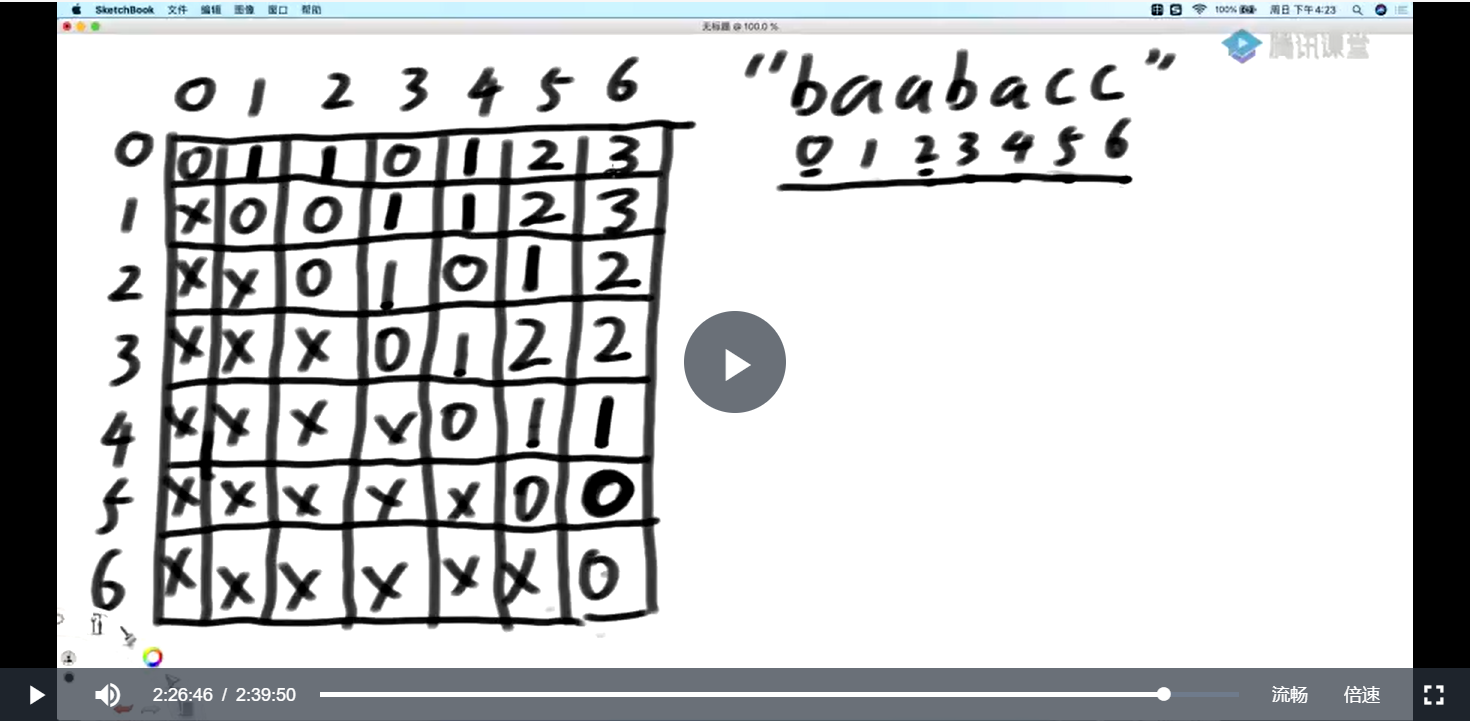 SketchBook 文件 编辑 图像 窗口 帮助 100% 周日 下午4:23
无标题 @ 100.0 %
腾讯课堂
"baabacc"
0 1 2 3 4 5 6
0 1 2 3 4 5 6
0 0 1 1 0 1 2 3
1 x 0 0 1 1 2 3
2 x x 0 1 0 1 2
3 x x x 0 1 2 2
4 x x x x 0 1 1
5 x x x x x 0 0
6 x x x x x x 0
2:26:46 / 2:39:50 流畅 倍速